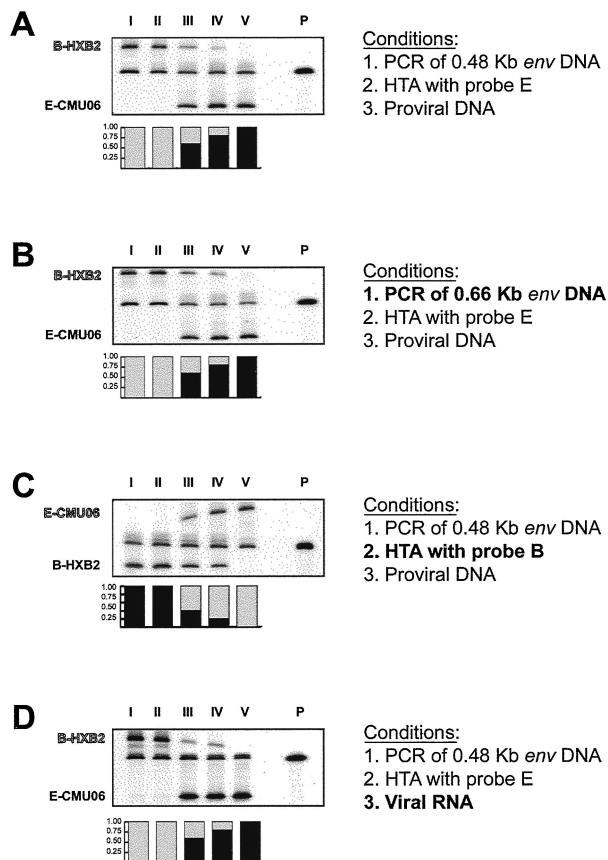 A
I II III IV V P
B-HXB2
E-CMU06
1.00
0.75
0.50
0.25
Conditions:
1. PCR of 0.48 Kb env DNA
2. HTA with probe E
3. Proviral DNA
B
I II III IV V P
B-HXB2
E-CMU06
1.00
0.75
0.50
0.25
Conditions:
1. PCR of 0.66 Kb env DNA
2. HTA with probe E
3. Proviral DNA
C
I II III IV V P
E-CMU06
B-HXB2
1.00
0.75
0.50
0.25
Conditions:
1. PCR of 0.48 Kb env DNA
2. HTA with probe B
3. Proviral DNA
D
I II III IV V P
B-HXB2
E-CMU06
1.00
0.75
0.50
0.25
Conditions:
1. PCR of 0.48 Kb env DNA
2. HTA with probe E
3. Viral RNA